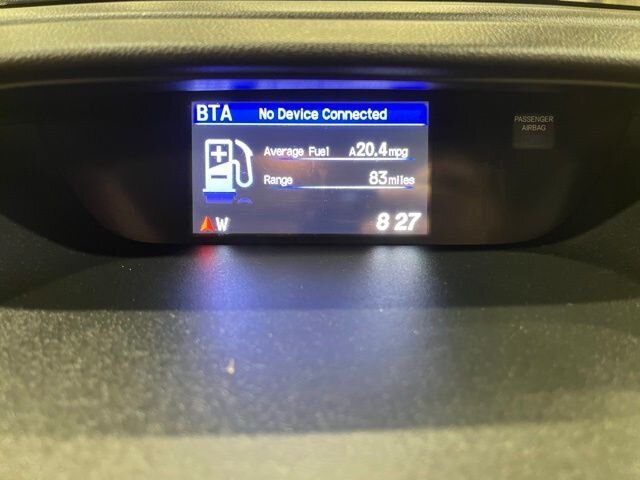 BTA No Device Connected
PASSENGER
AIRBAG
Average Fuel A20.4mpg
Range 83miles
W 8 27